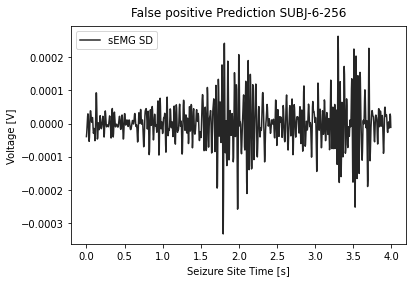 False positive Prediction SUBJ-6-256
sEMG SD
0.0002
0.0001
0.0000
−0.0001
−0.0002
−0.0003
Voltage [V]
0.0 0.5 1.0 1.5 2.0 2.5 3.0 3.5 4.0
Seizure Site Time [s]